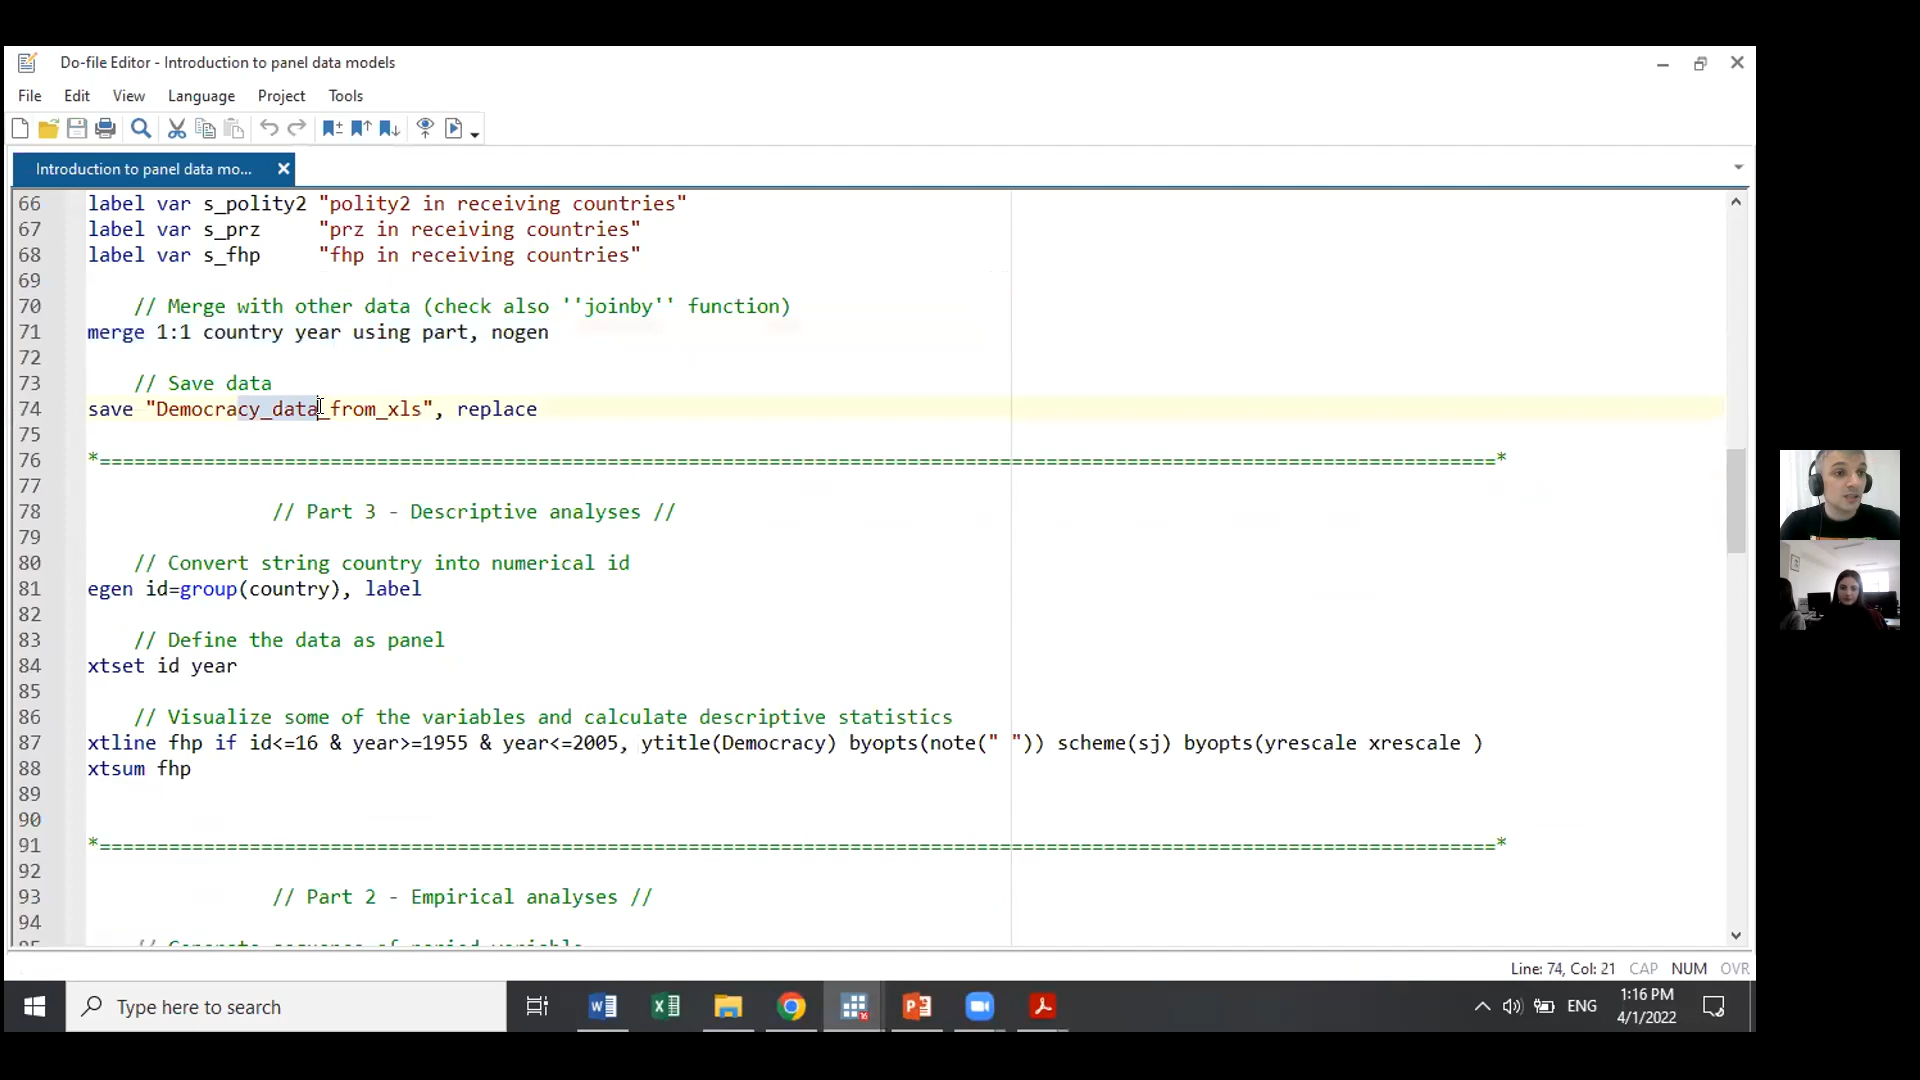 Do-file Editor - Introduction to panel data models
File Edit View Language Project Tools
Introduction to panel data mo...
66 label var s_polity2 "polity2 in receiving countries"
67 label var s_prz "prz in receiving countries"
68 label var s_fhp "fhp in receiving countries"
69
70 // Merge with other data (check also ''joinby'' function)
71 merge 1:1 country year using part, nogen
72
73 // Save data
74 save "Democracy_data_from_xls", replace
75
76 *=========================================================================================================================*
77
78 // Part 3 - Descriptive analyses //
79
80 // Convert string country into numerical id
81 egen id=group(country), label
82
83 // Define the data as panel
84 xtset id year
85
86 // Visualize some of the variables and calculate descriptive statistics
87 xtline fhp if id<=16 & year>=1955 & year<=2005, ytitle(Democracy) byopts(note(" ")) scheme(sj) byopts(yrescale xrescale )
88 xtsum fhp
89
90
91 *=========================================================================================================================*
92
93 // Part 2 - Empirical analyses //
94
95 // Generate sequence of period variable
Line: 74, Col: 21 CAP NUM OVR
Type here to search
ENG
1:16 PM
4/1/2022